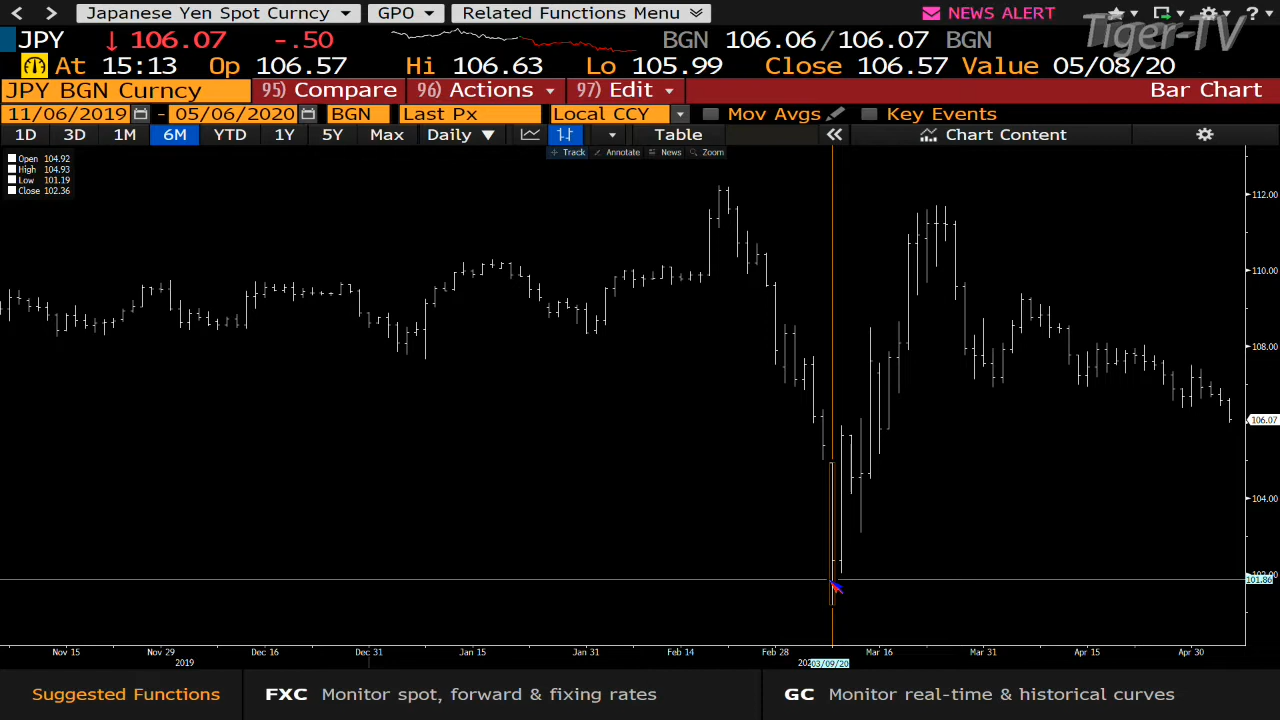 Japanese Yen Spot Curncy GPO Related Functions Menu NEWS ALERT ?
Tiger-TV
JPY 106.07 -.50 BGN 106.06/106.07 BGN
At 15:13 Op 106.57 Hi 106.63 Lo 105.99 Close 106.57 Value 05/08/20
JPY BGN Curncy 95) Compare 96) Actions 97) Edit Bar Chart
11/06/2019 - 05/06/2020 BGN Last Px Local CCY Mov Avgs Key Events
1D 3D 1M 6M YTD 1Y 5Y Max Daily Table Chart Content
Track Annotate News Zoom
Open 104.92
High 104.93
Low 101.19
Close 102.36
112.00
110.00
108.00
106.07
104.00
102.00
101.86
Nov 15 Nov 29 Dec 16 Dec 31 Jan 15 Jan 31 Feb 14 Feb 28 Mar 16 Mar 31 Apr 15 Apr 30
2019 03/09/20
Suggested Functions FXC Monitor spot, forward & fixing rates GC Monitor real-time & historical curves